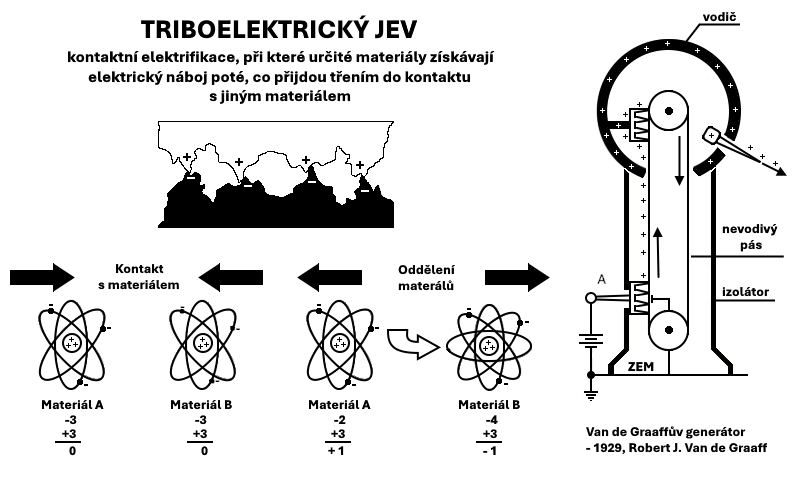 TRIBOELEKTRICKÝ JEV
kontaktní elektrifikace, při které určité materiály získávají
elektrický náboj poté, co přijdou třením do kontaktu
s jiným materiálem
Kontakt
s materiálem
Oddělení
materálů
Materiál A
-3
+3
0
Materiál B
-3
+3
0
Materiál A
-2
+3
+1
Materiál B
-4
+3
-1
vodič
nevodivý
pás
izolátor
A
ZEM
Van de Graaffův generátor
- 1929, Robert J. Van de Graaff